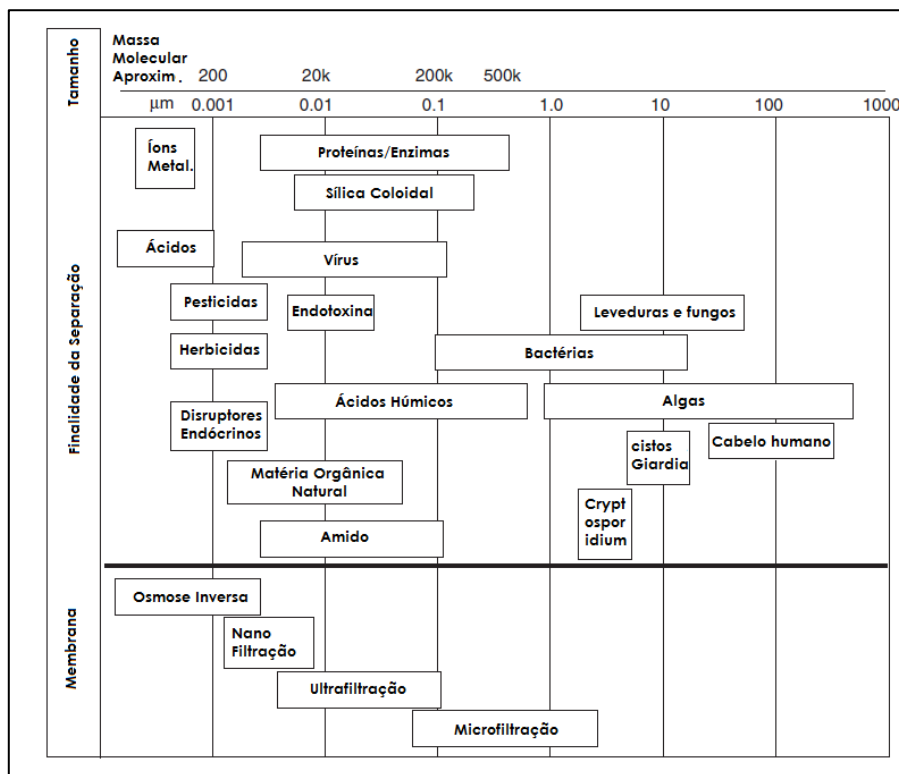 Tamanho
Massa
Molecular
Aproxim. 200 20k 200k 500k
µm 0.001 0.01 0.1 1.0 10 100 1000
Finalidade da Separação
Íons
Metal.
Proteínas/Enzimas
Sílica Coloidal
Ácidos
Vírus
Pesticidas
Endotoxina
Leveduras e fungos
Herbicidas
Bactérias
Disruptores
Endócrinos
Ácidos Húmicos
Algas
cistos
Giardia
Cabelo humano
Matéria Orgânica
Natural
Crypt
ospor
idium
Amido
Membrana
Osmose Inversa
Nano
Filtração
Ultrafiltração
Microfiltração